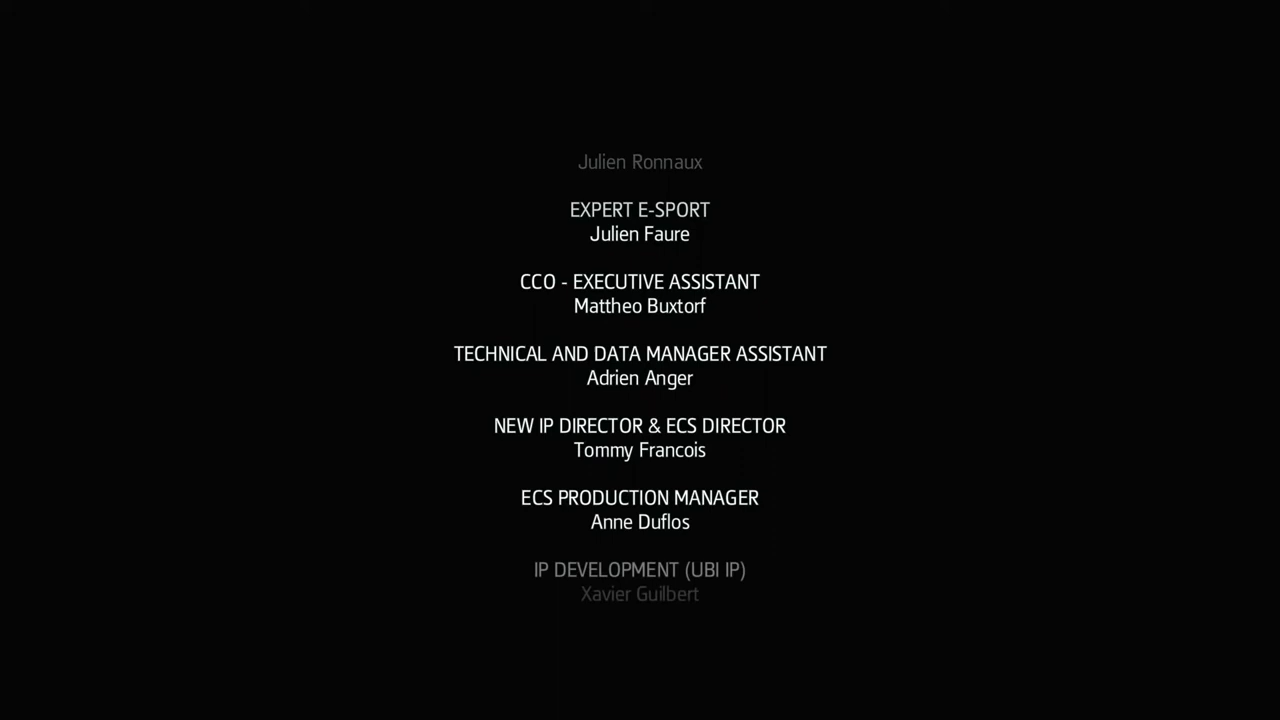 Julien Ronnaux
EXPERT E-SPORT
Julien Faure
CCO - EXECUTIVE ASSISTANT
Mattheo Buxtorf
TECHNICAL AND DATA MANAGER ASSISTANT
Adrien Anger
NEW IP DIRECTOR & ECS DIRECTOR
Tommy Francois
ECS PRODUCTION MANAGER
Anne Duflos
IP DEVELOPMENT (UBI IP)
Xavier Guilbert